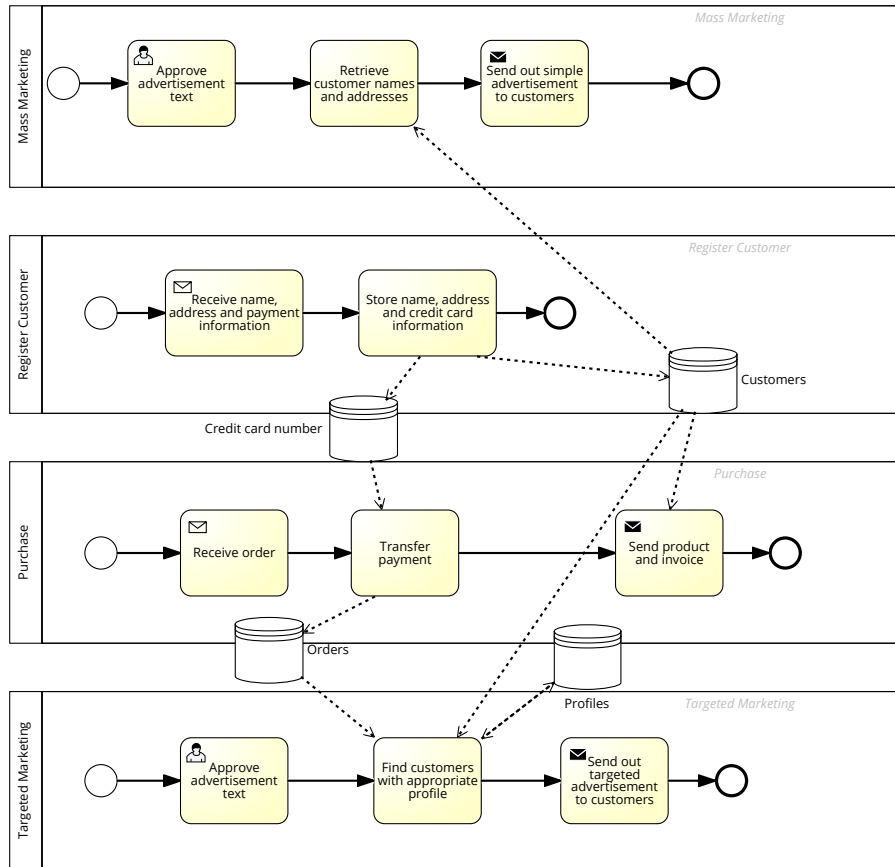 Mass Marketing
Mass Marketing
Approve
advertisement
text
Retrieve
customer names
and addresses
Send out simple
advertisement
to customers
Register Customer
Register Customer
Receive name,
address and payment
information
Store name, address
and credit card
information
Customers
Credit card number
Purchase
Purchase
Receive order
Transfer
payment
Send product
and invoice
Orders
Profiles
Targeted Marketing
Targeted Marketing
Approve
advertisement
text
Find customers
with appropriate
profile
Send out
targeted
advertisement
to customers